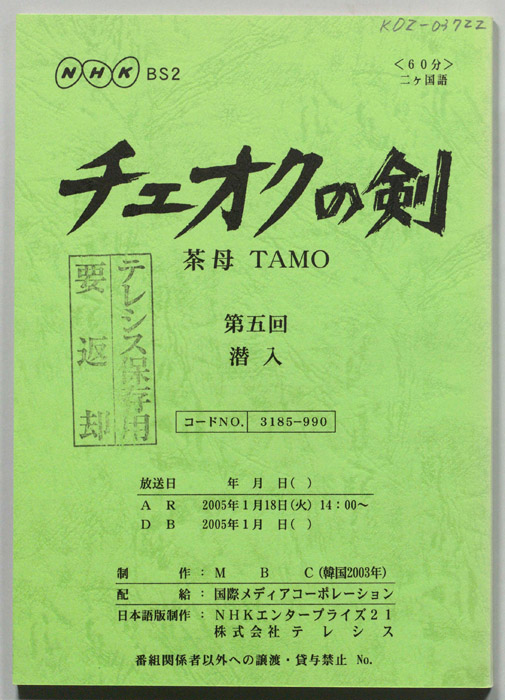 KDZ-03722
NHK BS2
<60分>
二ヶ国語
チェオクの剣
茶母 TAMO
テレシス保存用
要返却
第五回
潜入
コードNO. 3185-990
放送日 年 月 日( )
AR 2005年1月18日(火) 14:00~
DB 2005年1月 日( )
制作:MBC(韓国2003年)
配給:国際メディアコーポレーション
日本語版制作:NHKエンタープライズ21
株式会社テレシス
番組関係者以外への譲渡・貸与禁止 No.